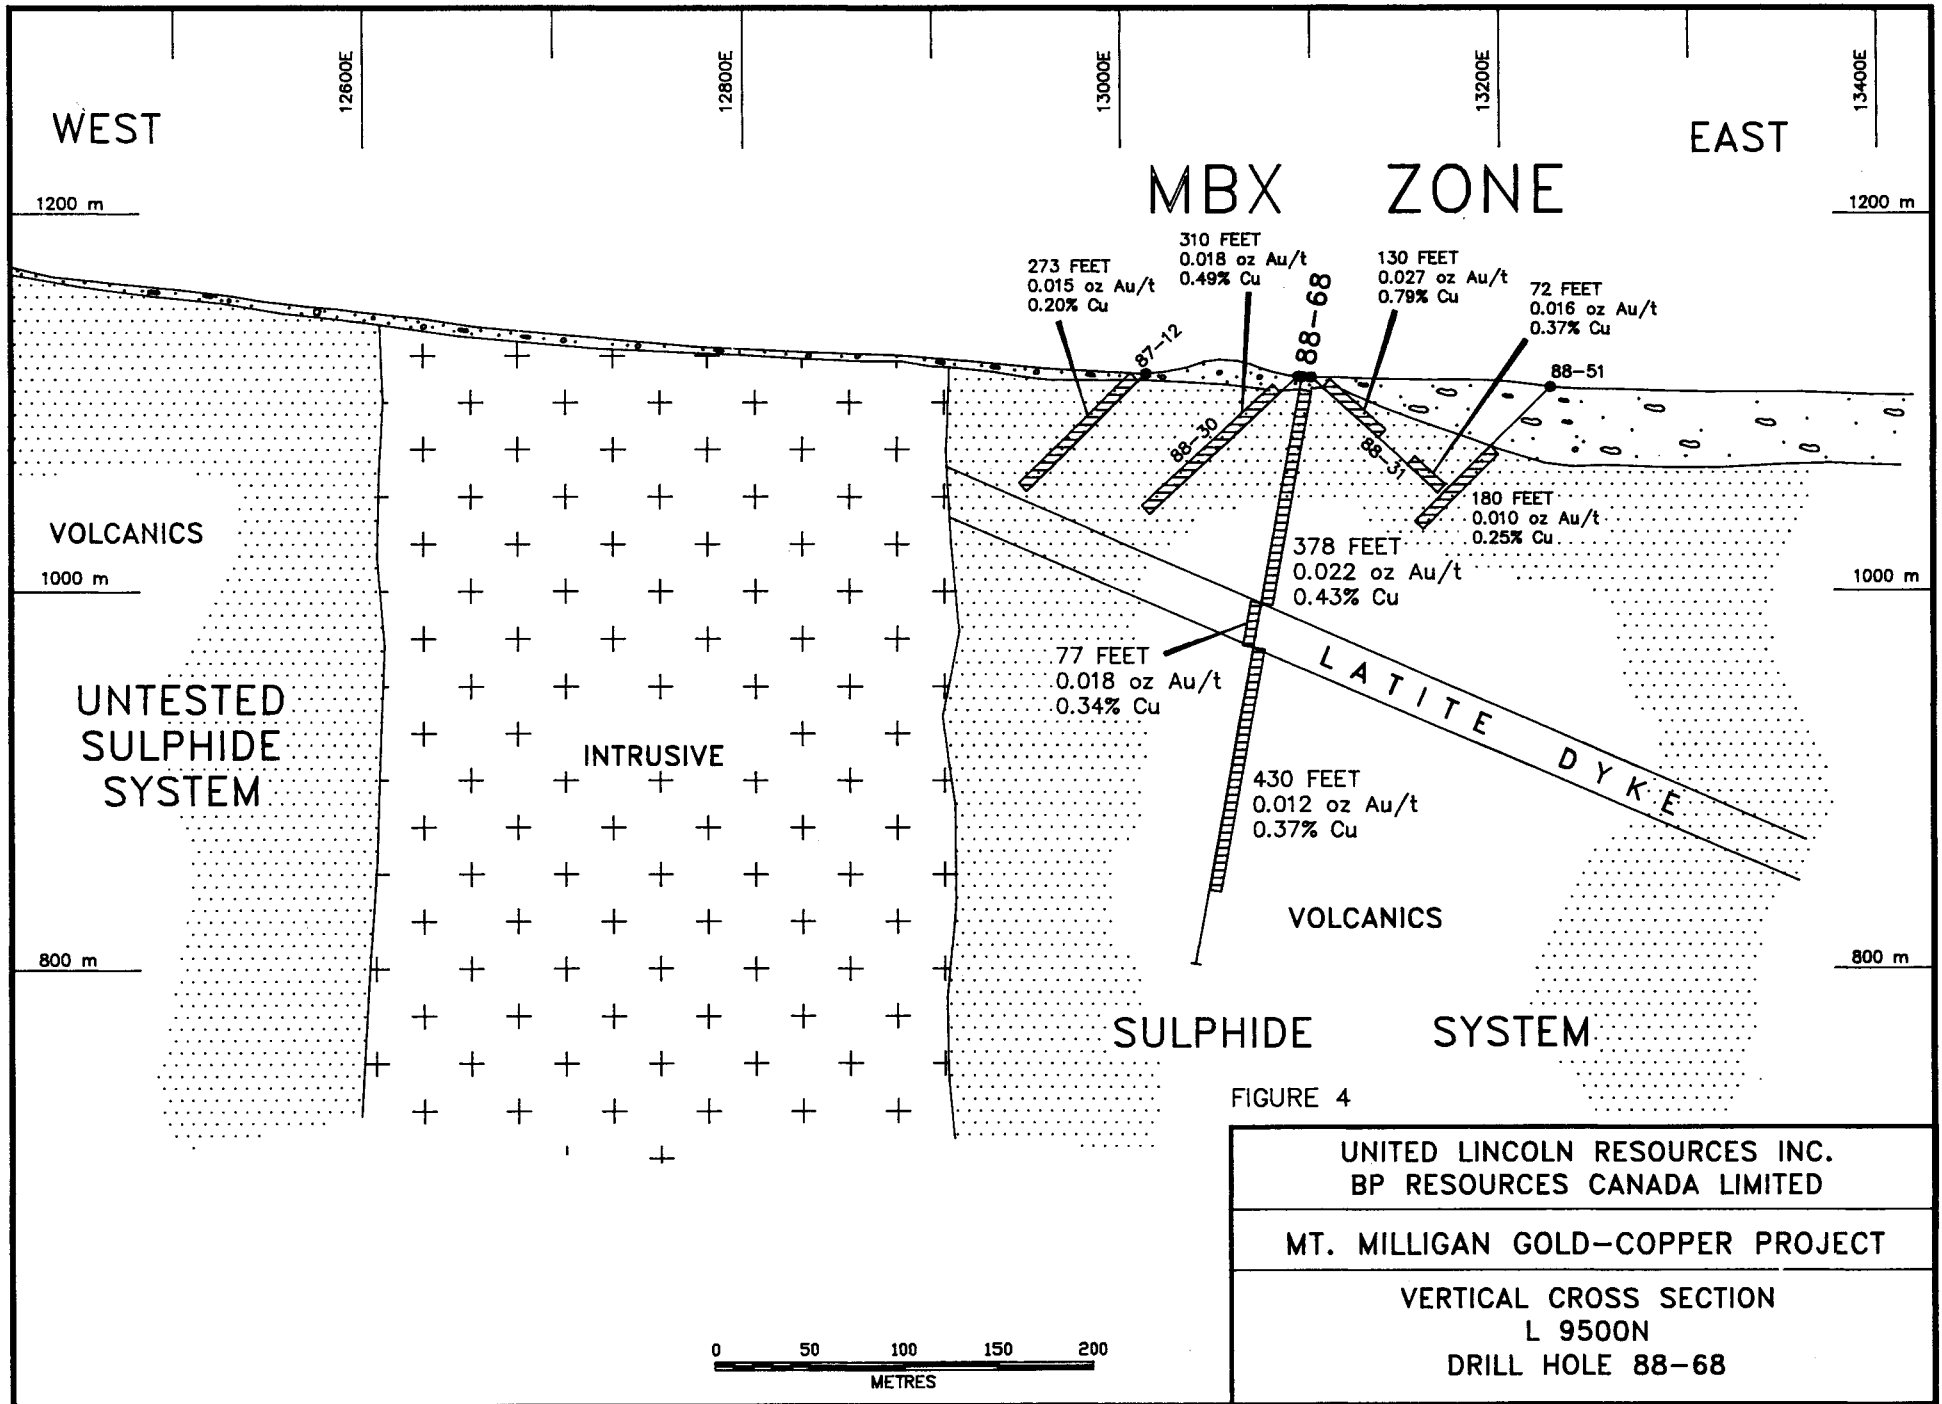 12600E
12800E
13000E
13200E
13400E
WEST
EAST
MBX ZONE
1200 m
1200 m
273 FEET
0.015 oz Au/t
0.20% Cu
310 FEET
0.018 oz Au/t
0.49% Cu
88-68
130 FEET
0.027 oz Au/t
0.79% Cu
72 FEET
0.016 oz Au/t
0.37% Cu
87-12
88-51
88-30
88-31
180 FEET
0.010 oz Au/t
0.25% Cu
VOLCANICS
1000 m
1000 m
378 FEET
0.022 oz Au/t
0.43% Cu
77 FEET
0.018 oz Au/t
0.34% Cu
LATITE DYKE
UNTESTED
SULPHIDE
SYSTEM
INTRUSIVE
430 FEET
0.012 oz Au/t
0.37% Cu
VOLCANICS
800 m
800 m
SULPHIDE SYSTEM
FIGURE 4
UNITED LINCOLN RESOURCES INC.
BP RESOURCES CANADA LIMITED
MT. MILLIGAN GOLD-COPPER PROJECT
VERTICAL CROSS SECTION
L 9500N
DRILL HOLE 88-68
0 50 100 150 200
METRES